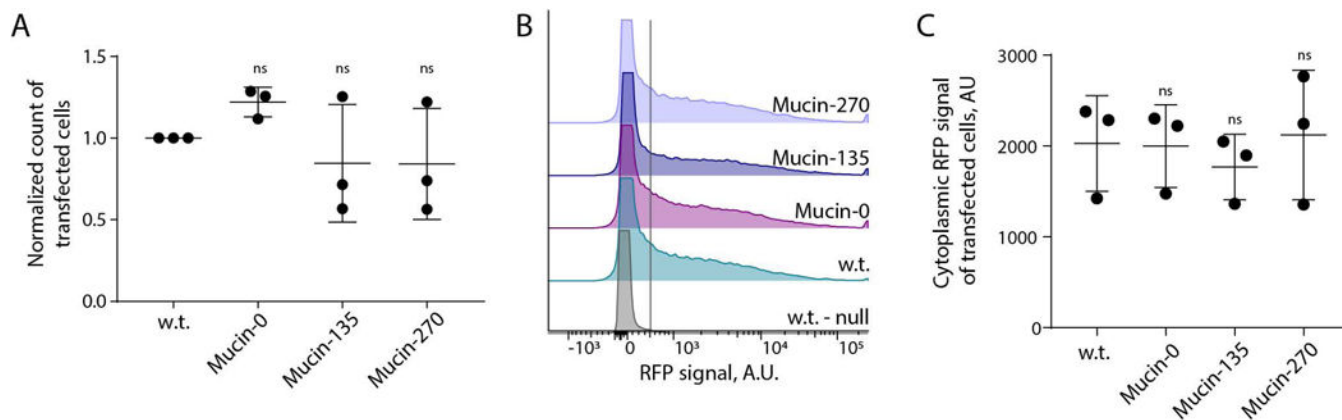 A
Normalized count of
transfected cells
1.5
1.0
0.5
0.0
ns
ns
ns
w.t.
Mucin-0
Mucin-135
Mucin-270
B
Mucin-270
Mucin-135
Mucin-0
w.t.
w.t. - null
-10³
0
10³
10⁴
10⁵
RFP signal, A.U.
C
Cytoplasmic RFP signal
of transfected cells, AU
3000
2000
1000
0
ns
ns
ns
w.t.
Mucin-0
Mucin-135
Mucin-270